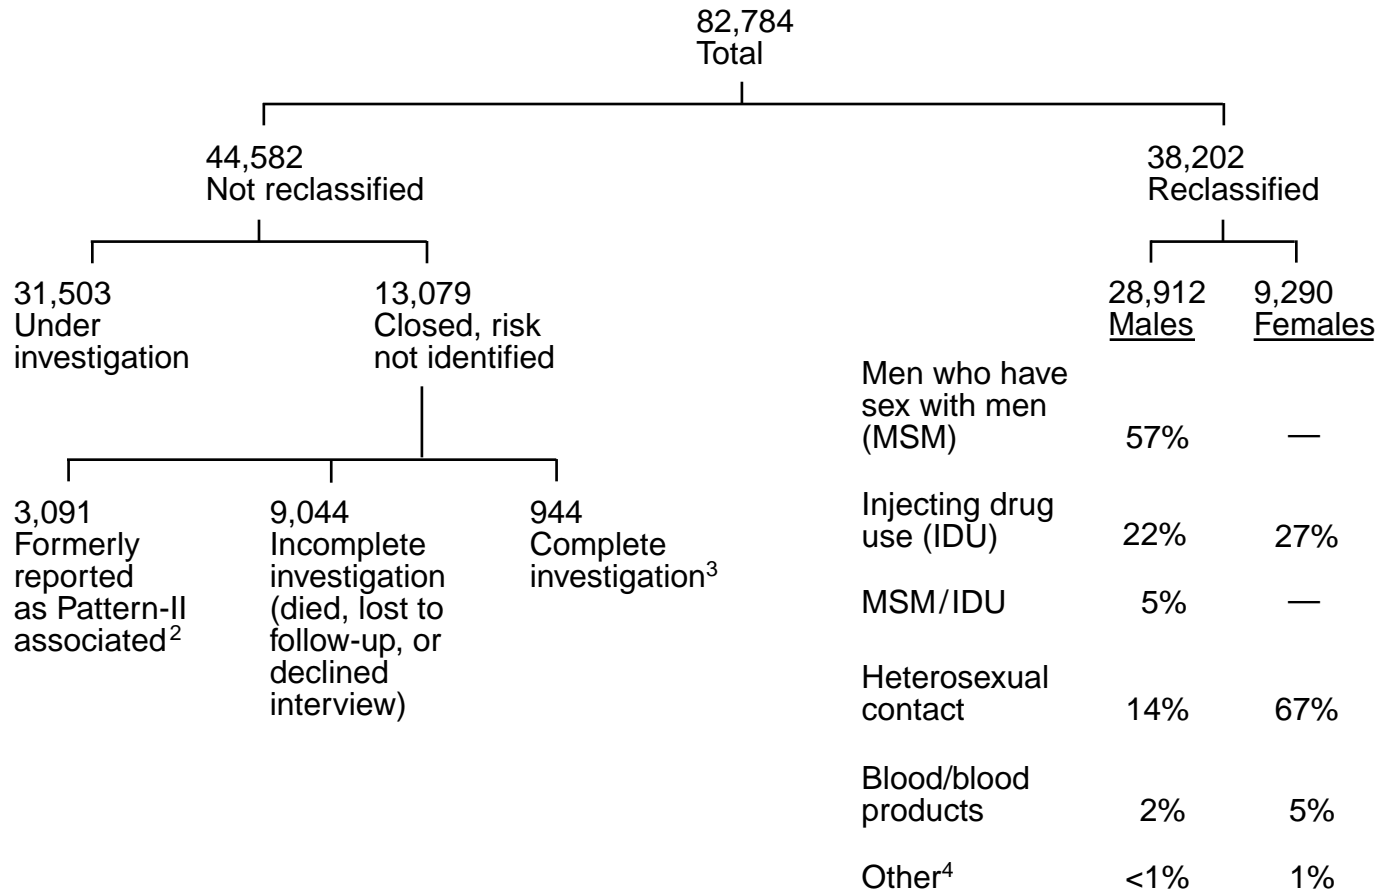 82,784
Total
44,582
Not reclassified
38,202
Reclassified
31,503
Under
investigation
13,079
Closed, risk
not identified
28,912
Males
9,290
Females
3,091
Formerly
reported
as Pattern-II
associated²
9,044
Incomplete
investigation
(died, lost to
follow-up, or
declined
interview)
944
Complete
investigation³
Men who have
sex with men
(MSM) 57% —
Injecting drug
use (IDU) 22% 27%
MSM/IDU 5% —
Heterosexual
contact 14% 67%
Blood/blood
products 2% 5%
Other⁴ <1% 1%